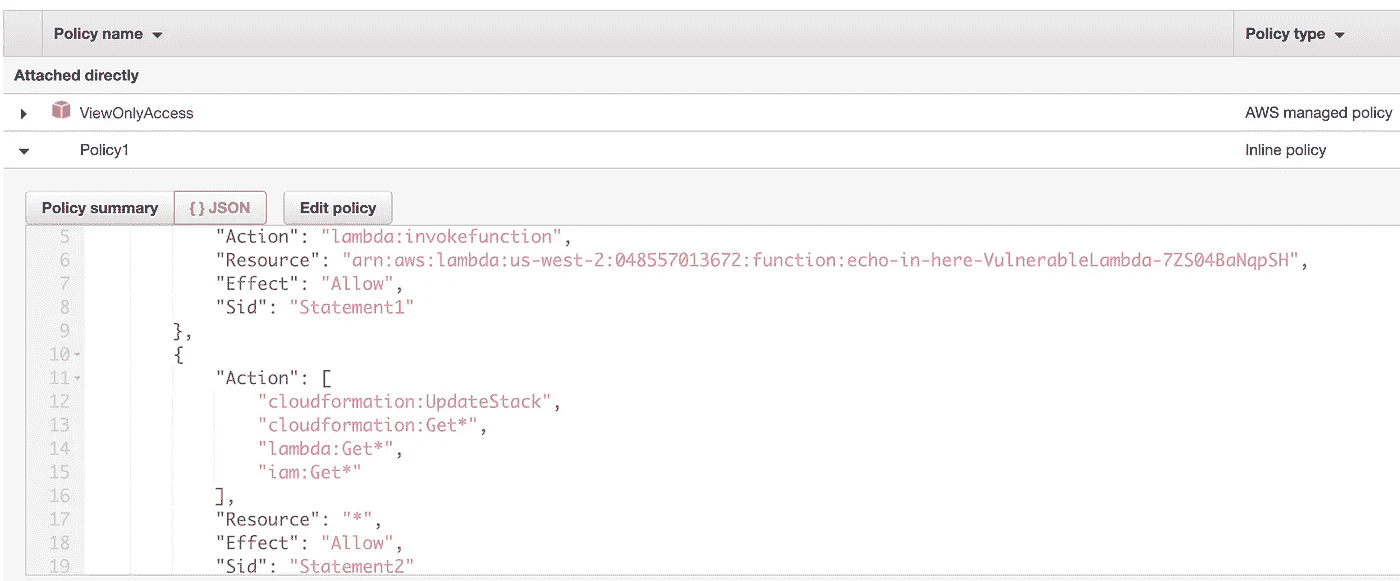 Policy name Policy type
Attached directly
ViewOnlyAccess AWS managed policy
Policy1 Inline policy
Policy summary { } JSON Edit policy
5 "Action": "lambda:invokefunction",
6 "Resource": "arn:aws:lambda:us-west-2:048557013672:function:echo-in-here-VulnerableLambda-7ZS04BaNqpSH",
7 "Effect": "Allow",
8 "Sid": "Statement1"
9 },
10 {
11 "Action": [
12 "cloudformation:UpdateStack",
13 "cloudformation:Get*",
14 "lambda:Get*",
15 "iam:Get*"
16 ],
17 "Resource": "*",
18 "Effect": "Allow",
19 "Sid": "Statement2"